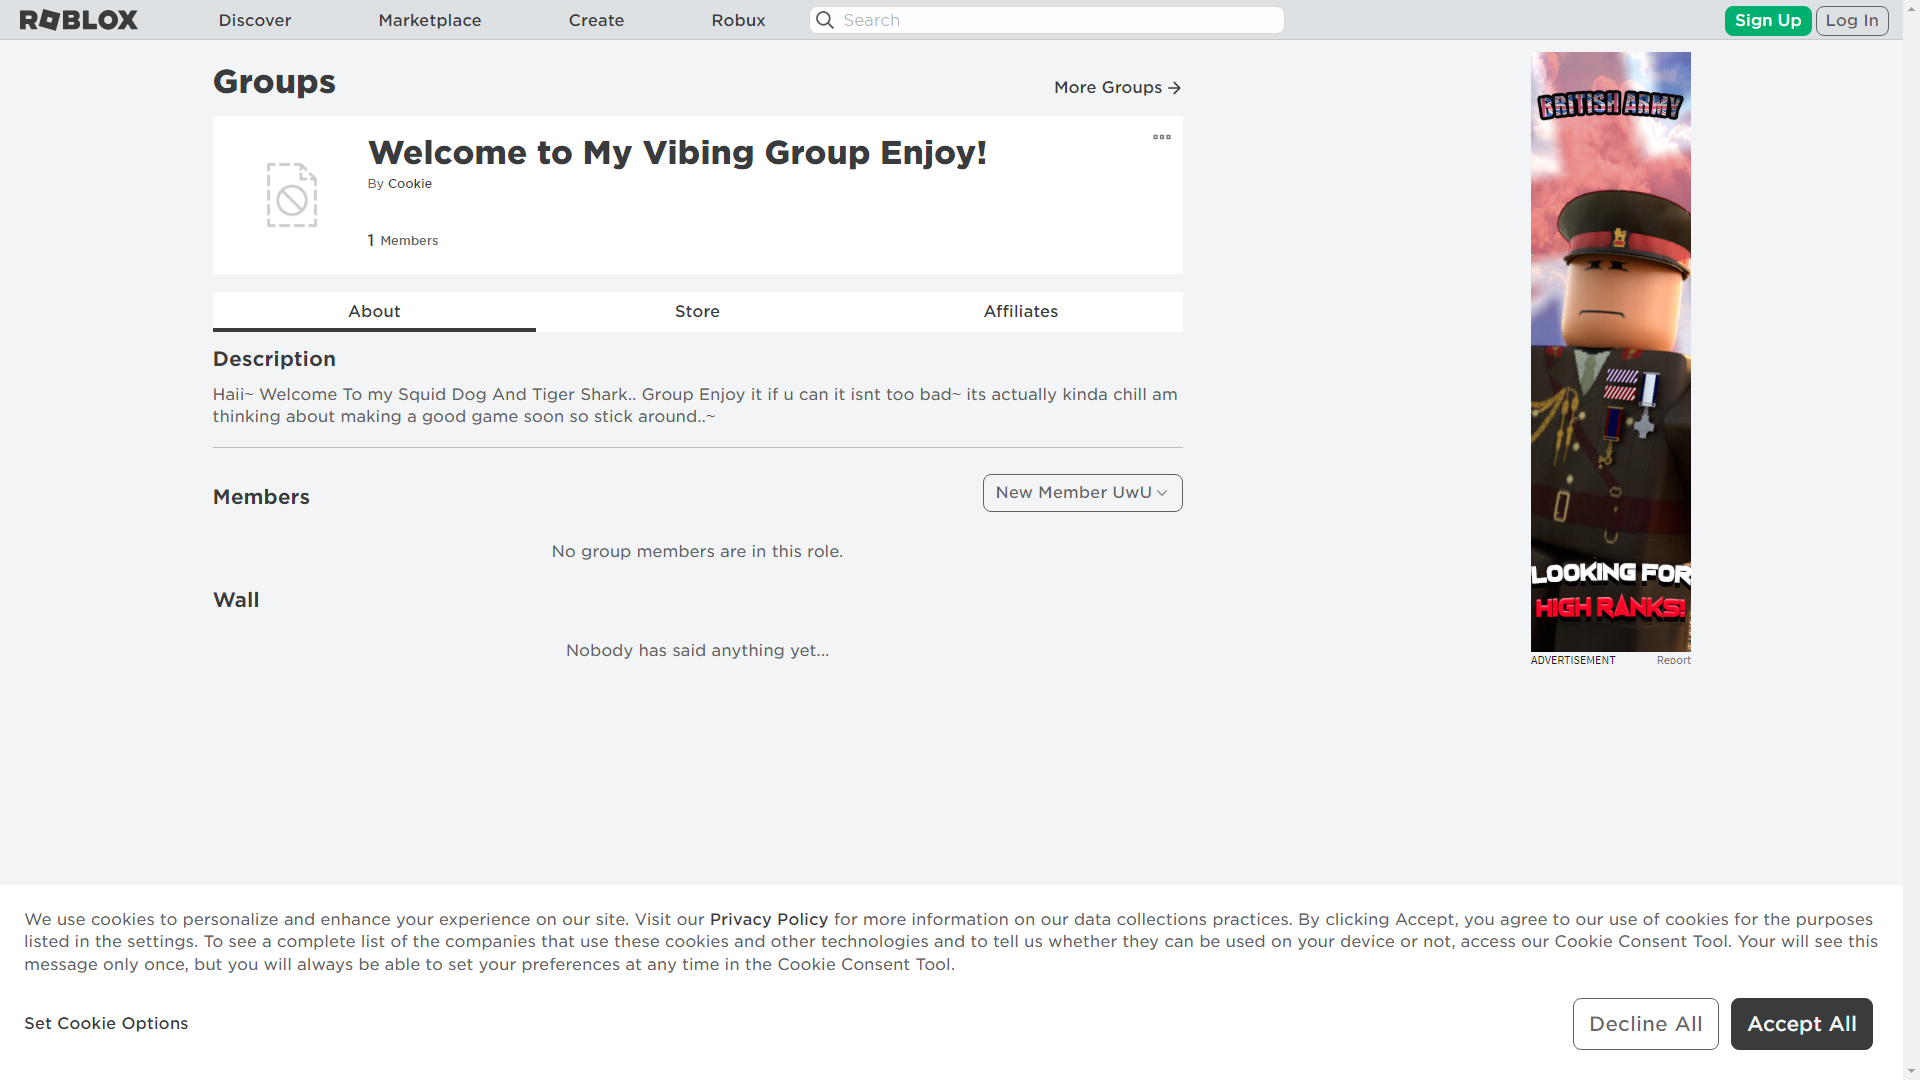 ROBLOX
Discover
Marketplace
Create
Robux
Search
Sign Up
Log In
Groups
More Groups
Welcome to My Vibing Group Enjoy!
By Cookie
1 Members
About
Store
Affiliates
Description
Haii~ Welcome To my Squid Dog And Tiger Shark.. Group Enjoy it if u can it isnt too bad~ its actually kinda chill am
thinking about making a good game soon so stick around..~
Members
New Member UwU
No group members are in this role.
Wall
Nobody has said anything yet...
BRITISH ARMY
LOOKING FOR
HIGH RANKS!
ADVERTISEMENT
Report
We use cookies to personalize and enhance your experience on our site. Visit our Privacy Policy for more information on our data collections practices. By clicking Accept, you agree to our use of cookies for the purposes
listed in the settings. To see a complete list of the companies that use these cookies and other technologies and to tell us whether they can be used on your device or not, access our Cookie Consent Tool. Your will see this
message only once, but you will always be able to set your preferences at any time in the Cookie Consent Tool.
Set Cookie Options
Decline All
Accept All